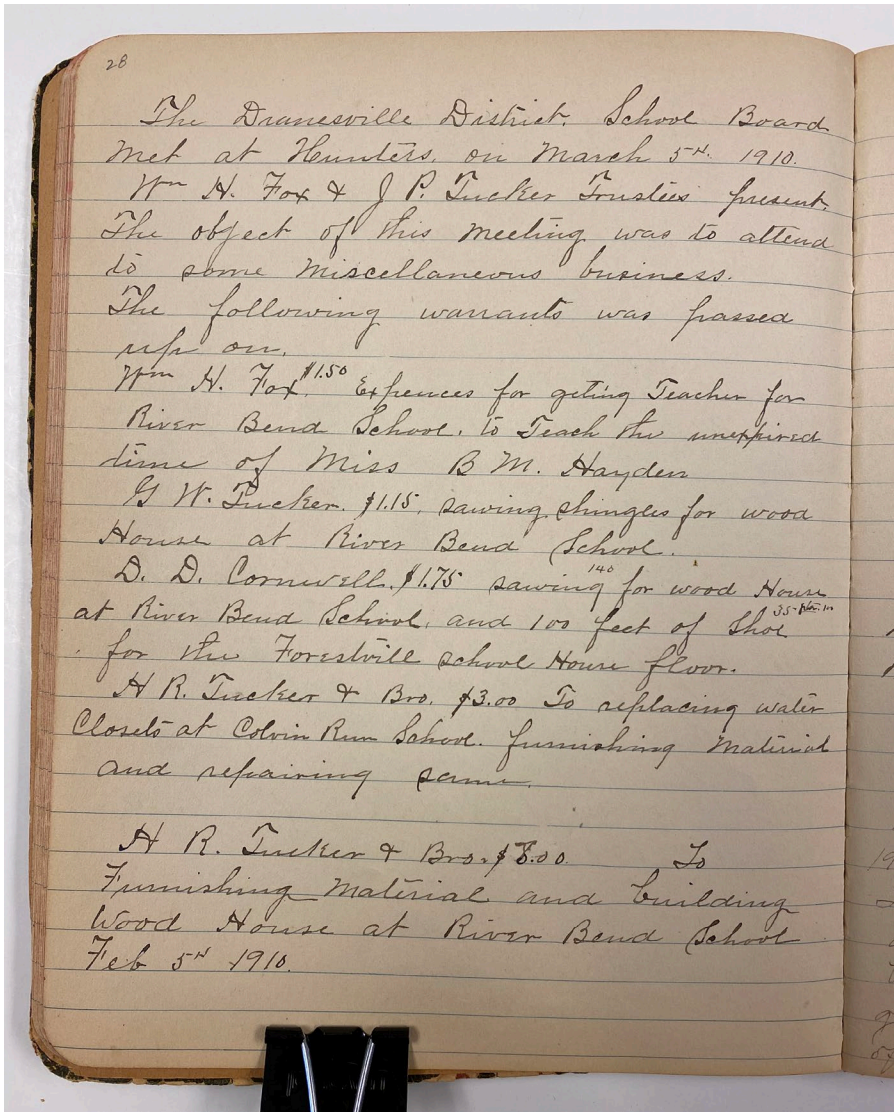 28
The Dranesville District. School Board
Met at Hunters, on March 5th 1910.
Wm H. Fox & J P. Tucker Trustees present.
The object of this meeting was to attend
to some Miscellaneous business.
The following warrants was passed
up on.
Wm H. Fox, $1.50 Expences for geting Teacher for
River Bend School. to Teach the unexpired
time of Miss B M. Hayden
G W. Tucker. $1.15, sawing shingles for wood
House at River Bend School.
D. D. Cornwell. $1.75 sawing 140 for wood House
at River Bend School, and 100 feet of Shoe
for the Forestvill school House floor.
H R. Tucker & Bro. $3.00 To replacing water
Closets at Colvin Run School. furnishing Material
and repairing same.
H R. Tucker & Bro. $8.00 To
Furnishing Material and building
Wood House at River Bend School
Feb 5th 1910.